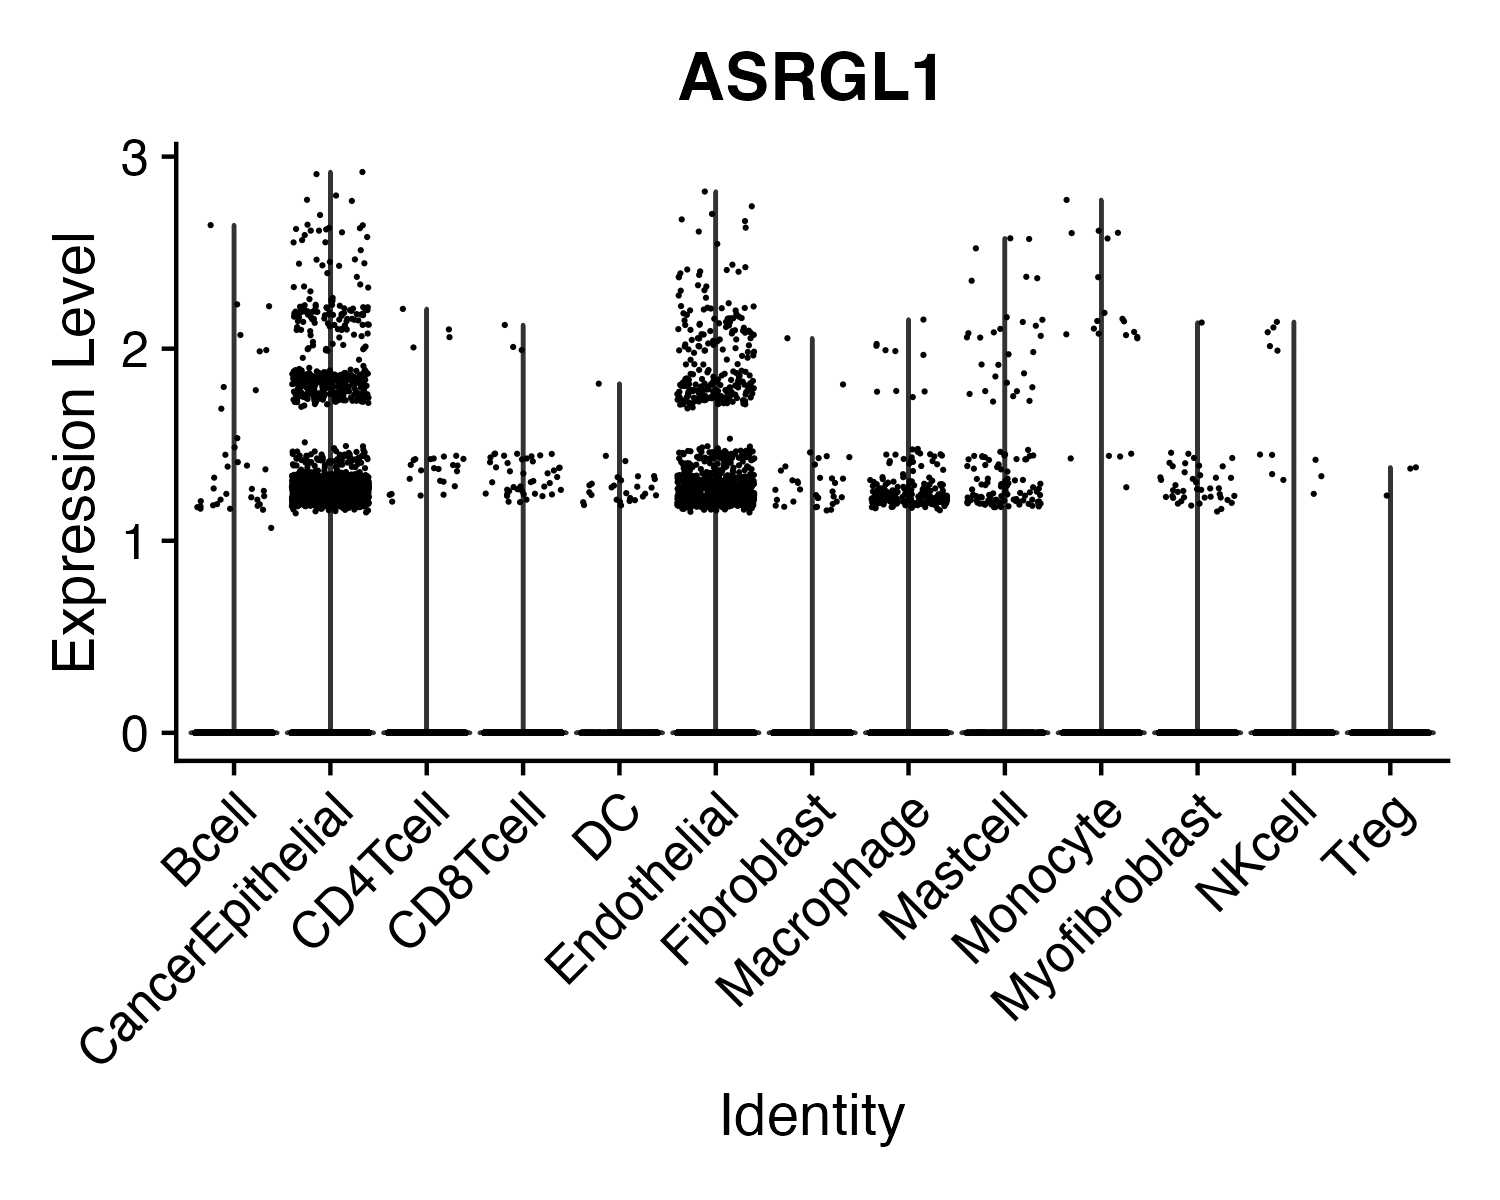 ASRGL1
3
2
1
0
Expression Level
Bcell
CancerEpithelial
CD4Tcell
CD8Tcell
DC
Endothelial
Fibroblast
Macrophage
Mastcell
Monocyte
Myofibroblast
NKcell
Treg
Identity